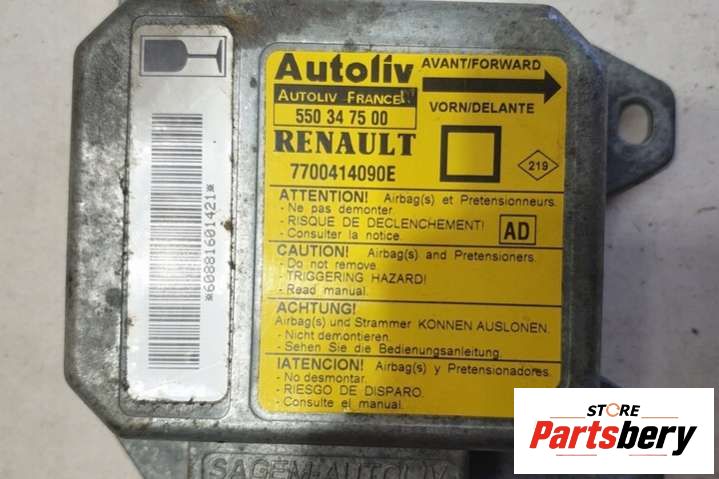 Autoliv
AUTOLIV FRANCE
550 34 75 00
RENAULT
7700414090E
AVANT/FORWARD
VORN/DELANTE
219
ATTENTION! Airbag(s) et Pretensionneurs.
- Ne pas demonter.
- RISQUE DE DECLENCHEMENT!
- Consulter la notice.
AD
CAUTION! Airbag(s) and Pretensioners.
- Do not remove
- TRIGGERING HAZARD!
- Read manual.
ACHTUNG!
Airbag(s) und Strammer KONNEN AUSLONEN.
- Nicht demontieren.
- Sehen Sie die Bedienungsanleitung.
¡ATENCION! Airbag(s) y Pretensionadores.
- No desmontar.
- RIESGO DE DISPARO.
- Consulte el manual.
*60881601421*
SAGEM-AUTOLIV
STORE
Partsbery